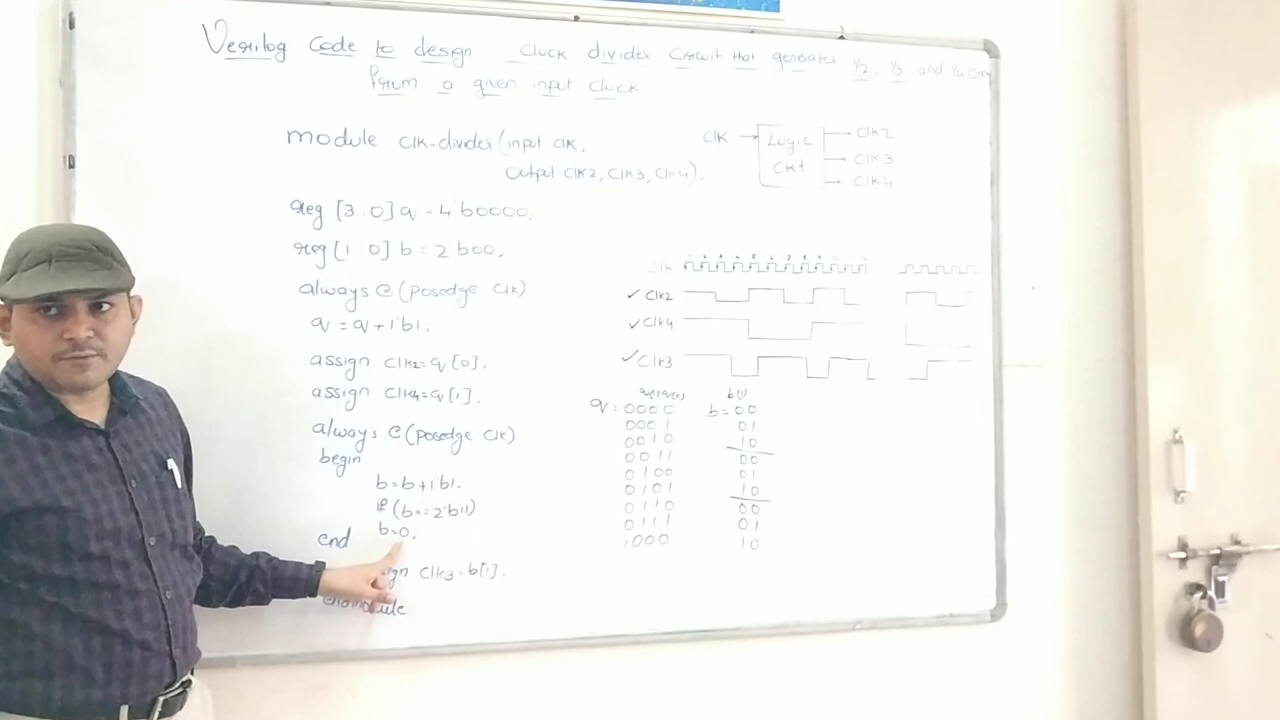 Verilog Code to design clock divider Circuit that generates 1/2, 1/3 and 1/4 clock
from a given input clock
module clk-divider(input clk,
output clk2, clk3, clk4);
clk
Logic
Ckt
clk2
clk3
clk4
reg [3:0] q = 4'b0000;
reg [1:0] b = 2'b00;
always @ (posedge clk)
q = q + 1'b1;
assign clk2 = q[0];
assign clk4 = q[1];
always @ (posedge clk)
begin
b = b + 1'b1;
if (b == 2'b11)
b = 0;
end
clk3 = b[1];
endmodule
clk
✓ clk2
✓ clk4
✓ clk3
q(1) q(0)
q = 0000
0001
0010
0011
0100
0101
0110
0111
1000
b(1)
b = 00
01
10
00
01
10
00
01
10